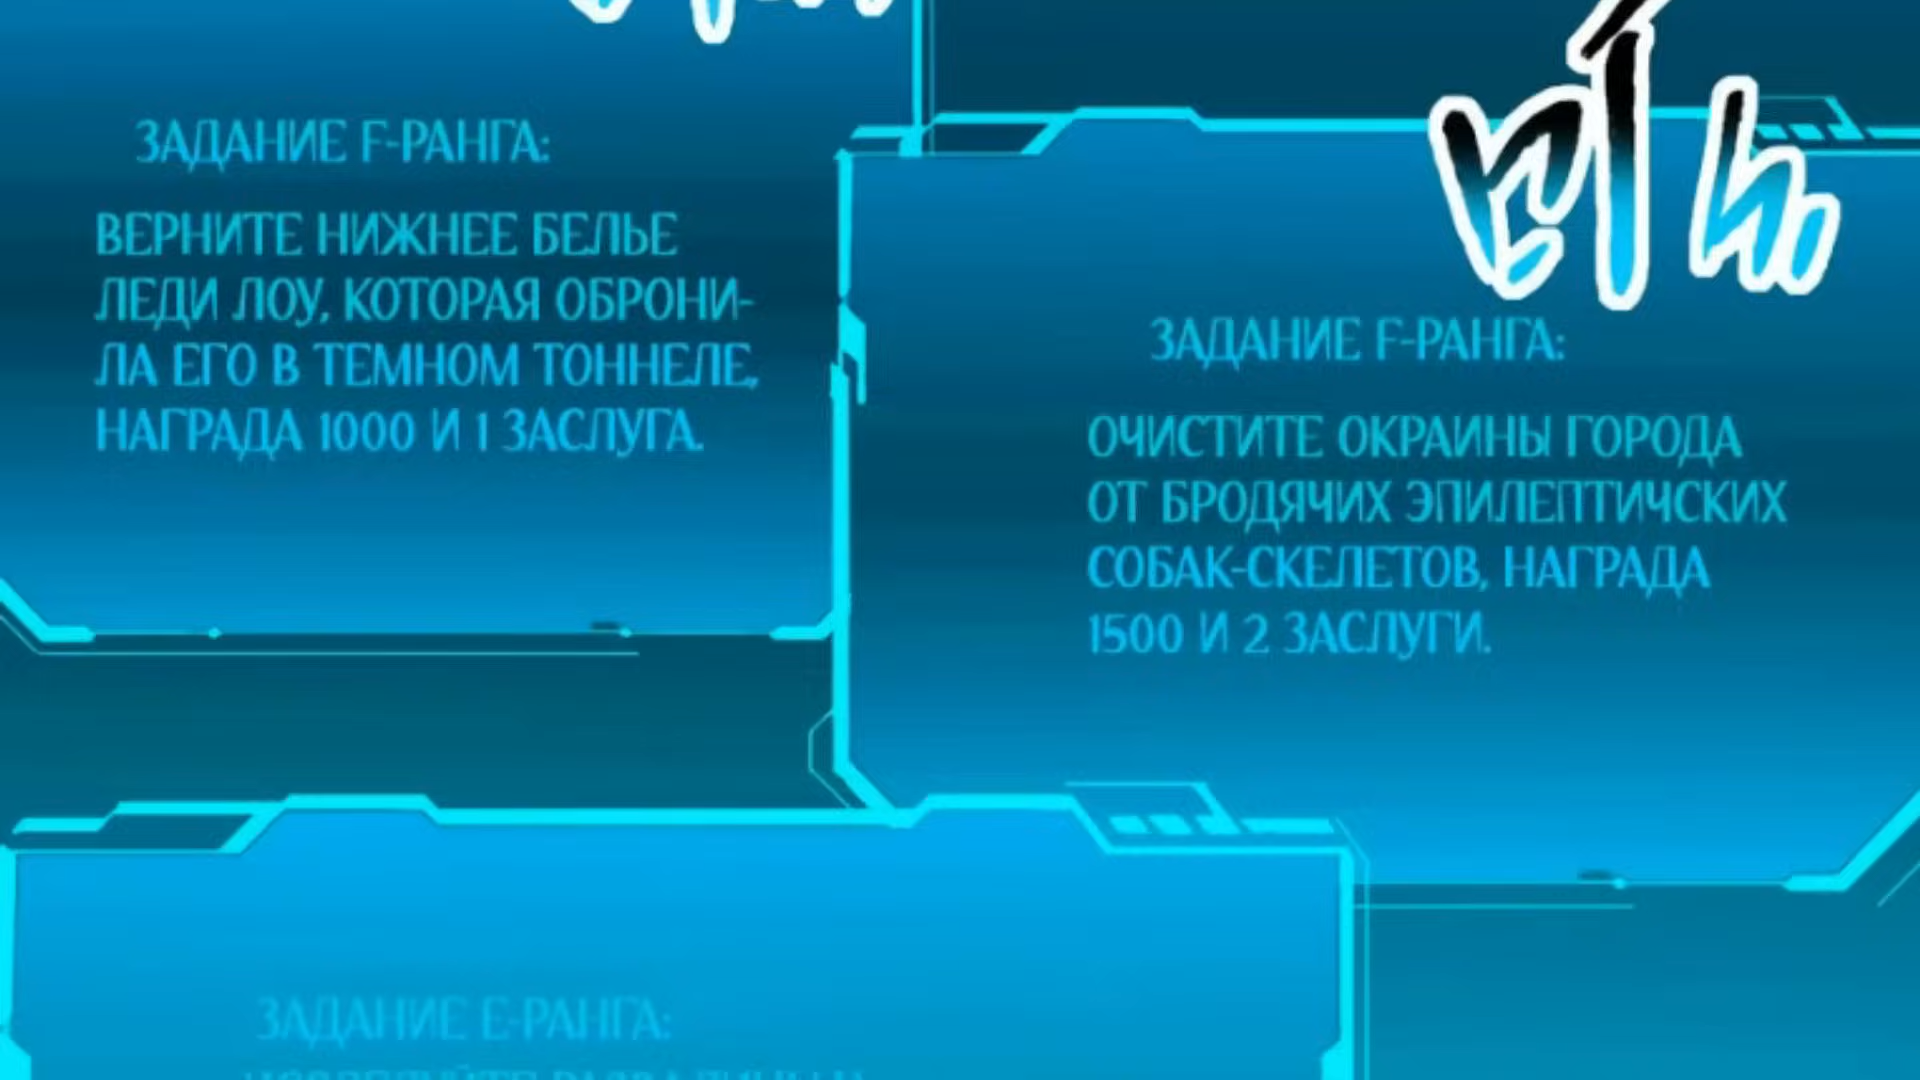 ЗАДАНИЕ F-РАНГА:
ВЕРНИТЕ НИЖНЕЕ БЕЛЬЕ
ЛЕДИ ЛОУ, КОТОРАЯ ОБРОНИ-
ЛА ЕГО В ТЕМНОМ ТОННЕЛЕ,
НАГРАДА 1000 И 1 ЗАСЛУГА.
ЗАДАНИЕ F-РАНГА:
ОЧИСТИТЕ ОКРАИНЫ ГОРОДА
ОТ БРОДЯЧИХ ЭПИЛЕПТИЧСКИХ
СОБАК-СКЕЛЕТОВ, НАГРАДА
1500 И 2 ЗАСЛУГИ.
ЗАДАНИЕ E-РАНГА: